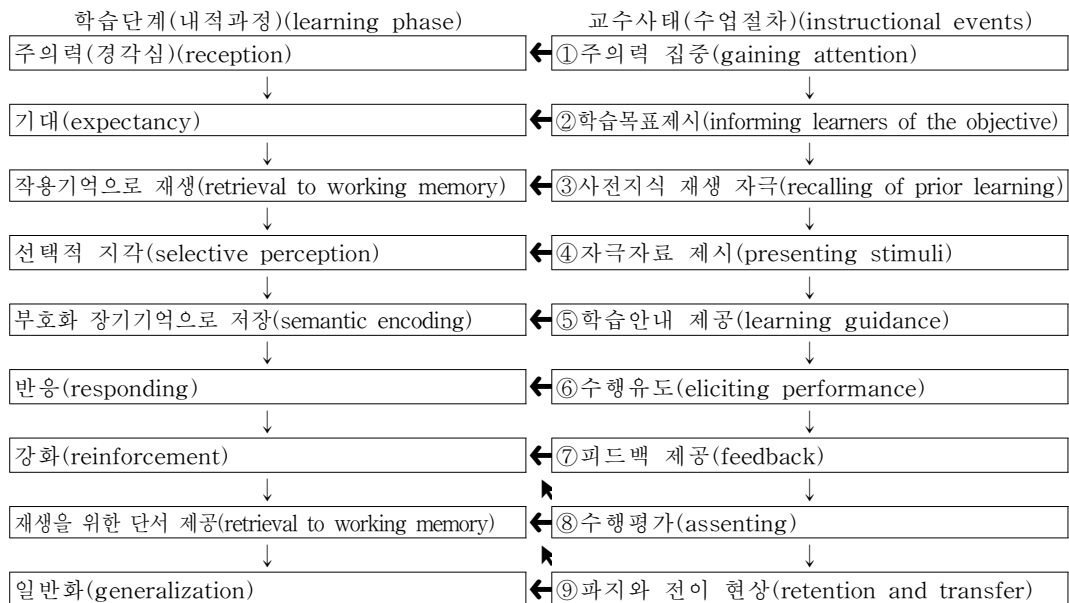 학습단계(내적과정)(learning phase) 교수사태(수업절차)(instructional events)
주의력(경각심)(reception) ①주의력 집중(gaining attention)
기대(expectancy) ②학습목표제시(informing learners of the objective)
작용기억으로 재생(retrieval to working memory) ③사전지식 재생 자극(recalling of prior learning)
선택적 지각(selective perception) ④자극자료 제시(presenting stimuli)
부호화 장기기억으로 저장(semantic encoding) ⑤학습안내 제공(learning guidance)
반응(responding) ⑥수행유도(eliciting performance)
강화(reinforcement) ⑦피드백 제공(feedback)
재생을 위한 단서 제공(retrieval to working memory) ⑧수행평가(assenting)
일반화(generalization) ⑨파지와 전이 현상(retention and transfer)